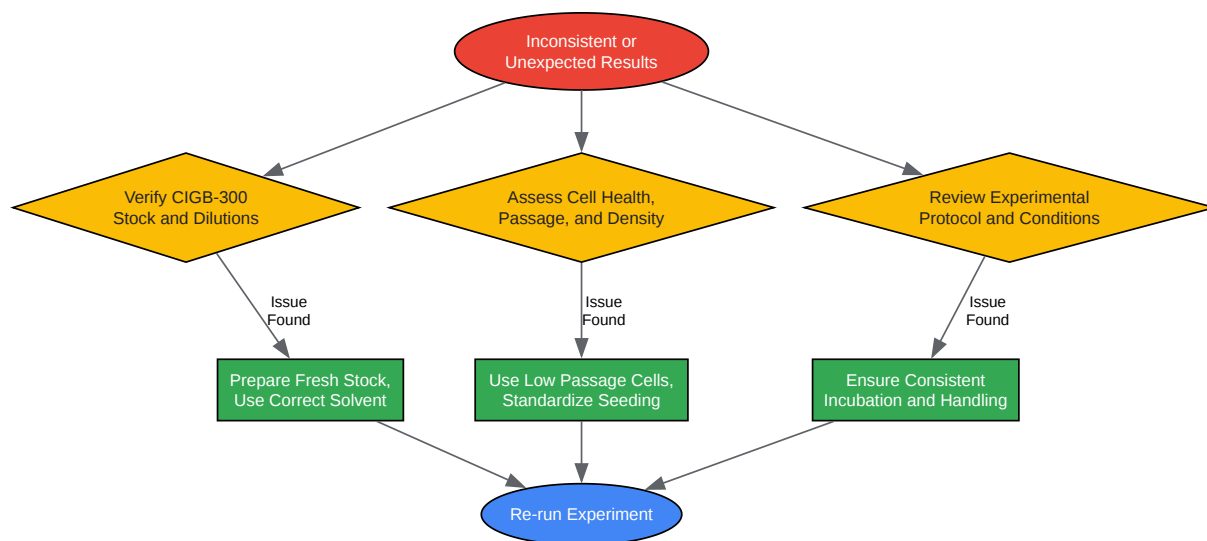 Inconsistent or
Unexpected Results
Verify CIGB-300
Stock and Dilutions
Assess Cell Health,
Passage, and Density
Review Experimental
Protocol and Conditions
Issue
Found
Issue
Found
Issue
Found
Prepare Fresh Stock,
Use Correct Solvent
Use Low Passage Cells,
Standardize Seeding
Ensure Consistent
Incubation and Handling
Re-run Experiment